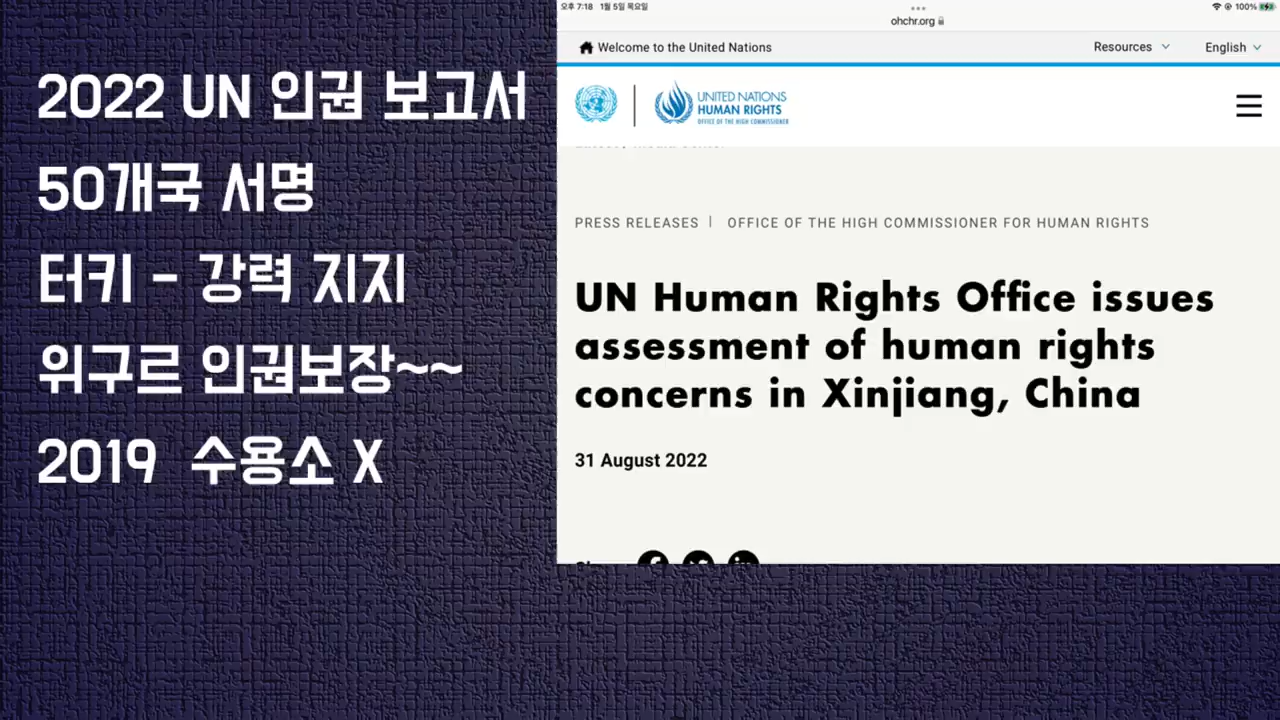 2022 UN 인권 보고서
50개국 서명
터키 - 강력 지지
위구르 인권보장~~
2019 수용소 X
오후 7:18 1월 5일 목요일
100%
ohchr.org
Welcome to the United Nations
Resources
English
UNITED NATIONS
HUMAN RIGHTS
OFFICE OF THE HIGH COMMISSIONER
PRESS RELEASES | OFFICE OF THE HIGH COMMISSIONER FOR HUMAN RIGHTS
UN Human Rights Office issues
assessment of human rights
concerns in Xinjiang, China
31 August 2022